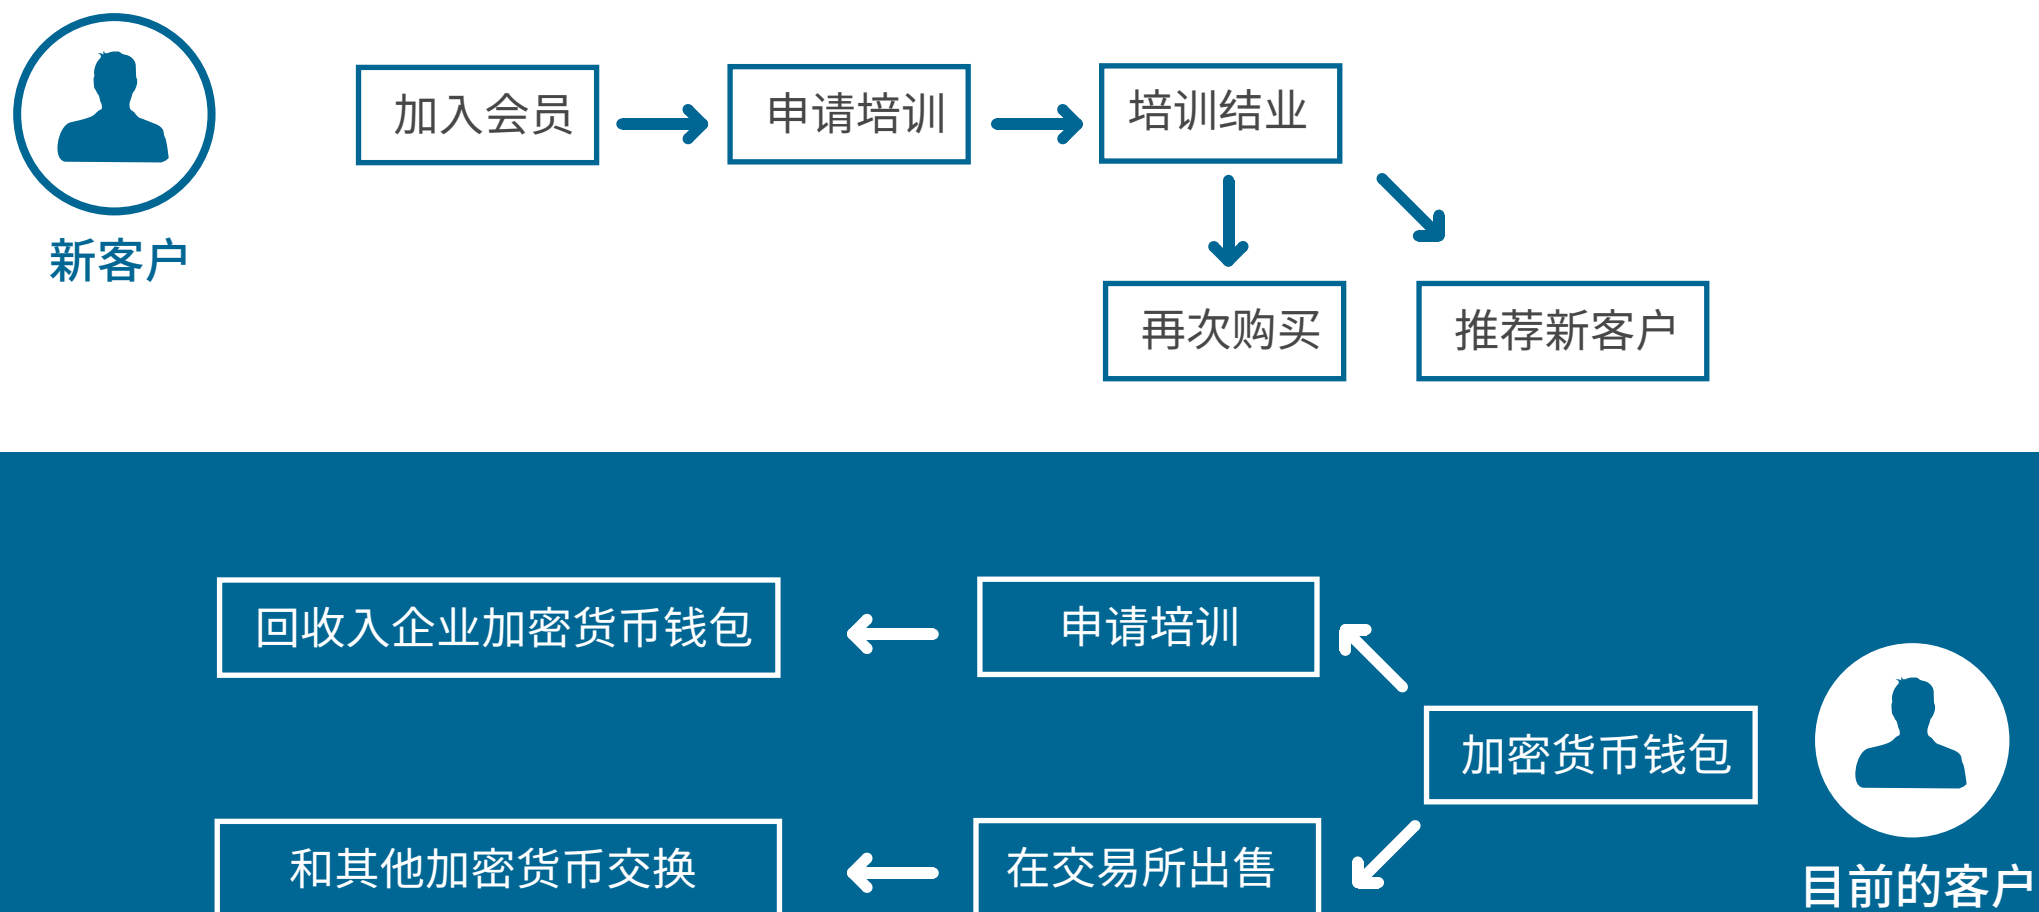 加入会员
申请培训
培训结业
新客户
再次购买
推荐新客户
回收入企业加密货币钱包
申请培训
加密货币钱包
和其他加密货币交换
在交易所出售
目前的客户